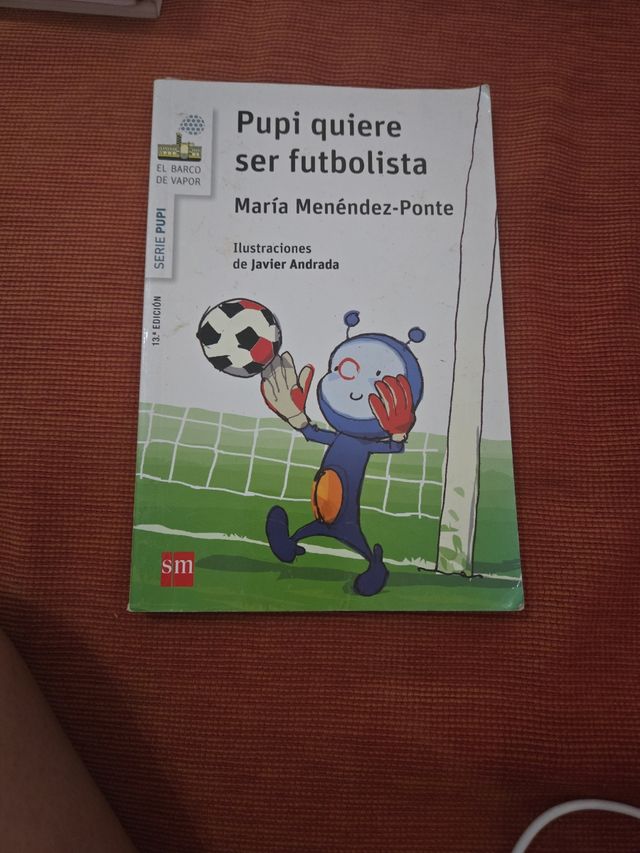 Pupi quiere
ser futbolista
María Menéndez-Ponte
Ilustraciones
de Javier Andrada
EL BARCO
DE VAPOR
SERIE PUPI
13.ª EDICIÓN
sm